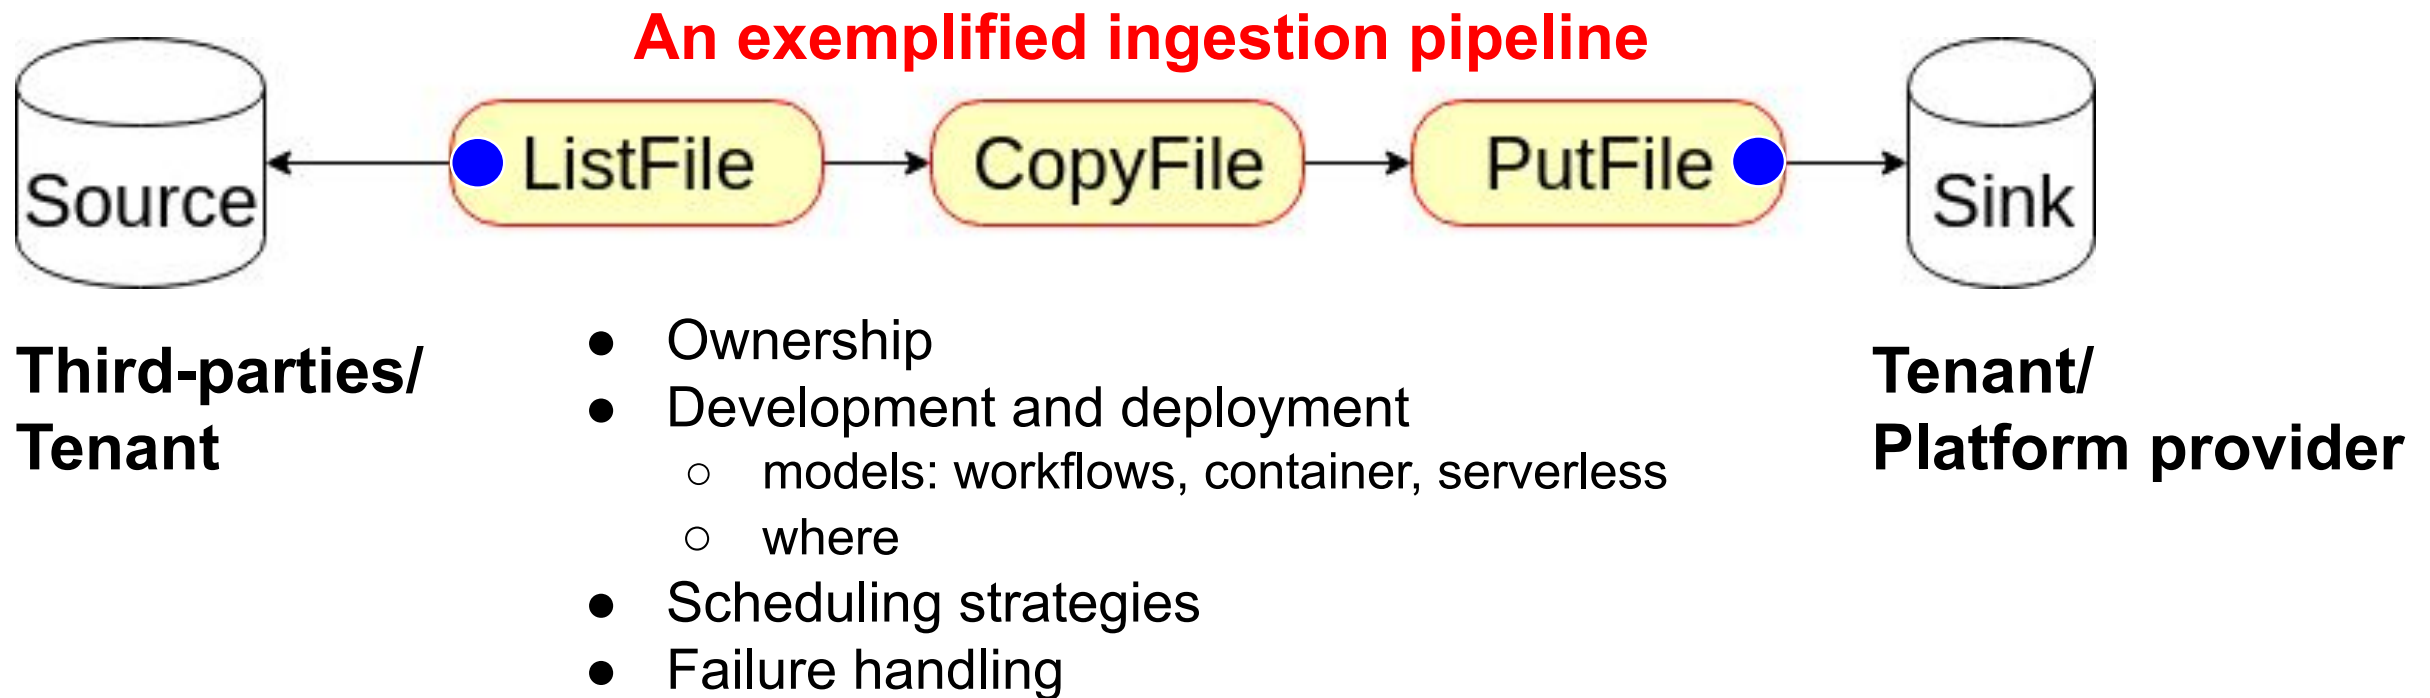 An exemplified ingestion pipeline
Source
ListFile
CopyFile
PutFile
Sink
Third-parties/
Tenant
● Ownership
● Development and deployment
○ models: workflows, container, serverless
○ where
● Scheduling strategies
● Failure handling
Tenant/
Platform provider